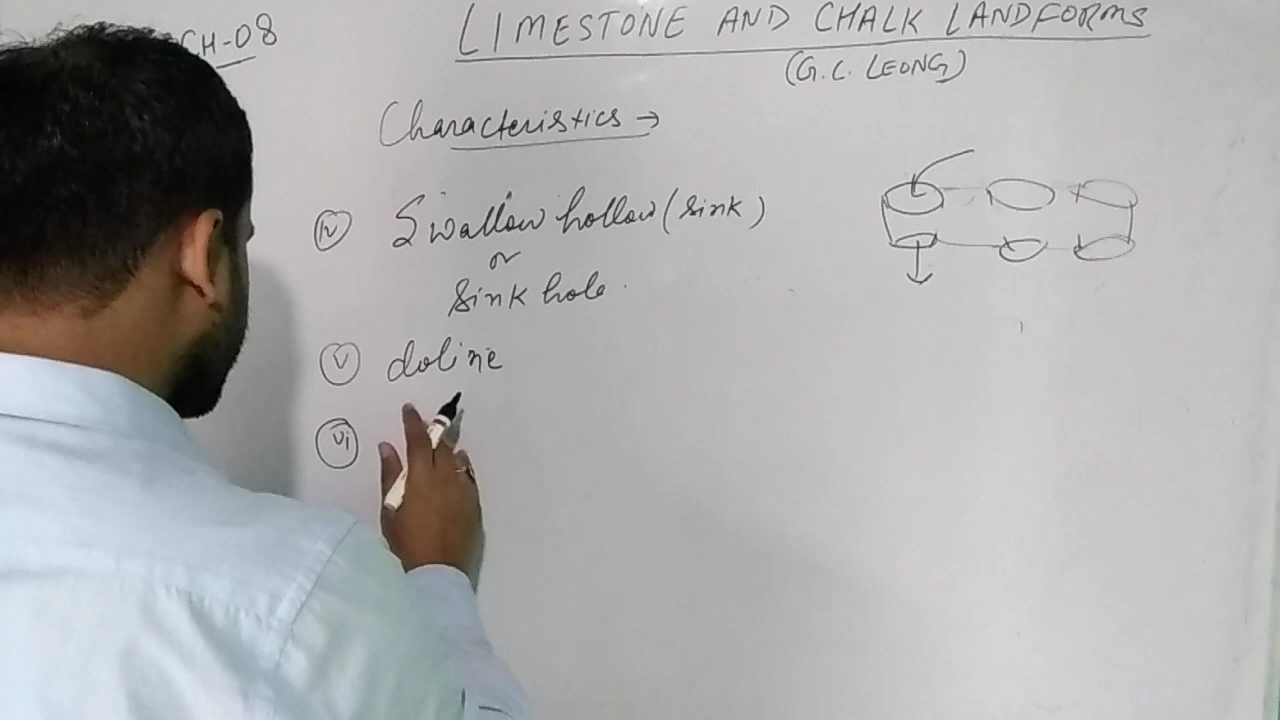 CH-08
LIMESTONE AND CHALK LANDFORMS
(G.C. LEONG)
Characteristics →
iv Swallow hollow (sink)
or
Sink hole.
v doline
vi